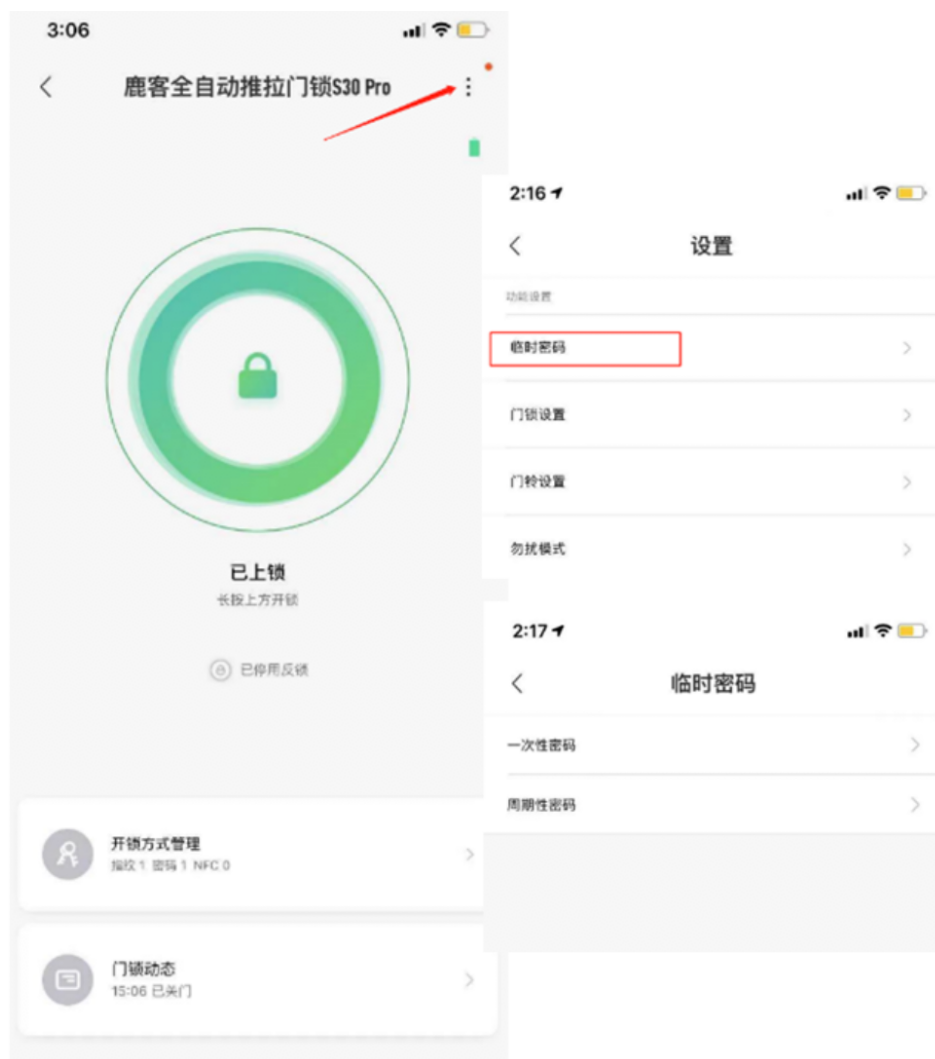 3:06
鹿客全自动推拉门锁S30 Pro
已上锁
长按上方开锁
已停用反锁
开锁方式管理
指纹 1 密码 1 NFC 0
门锁动态
15:06 已关门
2:16
设置
功能设置
临时密码
门锁设置
门铃设置
勿扰模式
2:17
临时密码
一次性密码
周期性密码